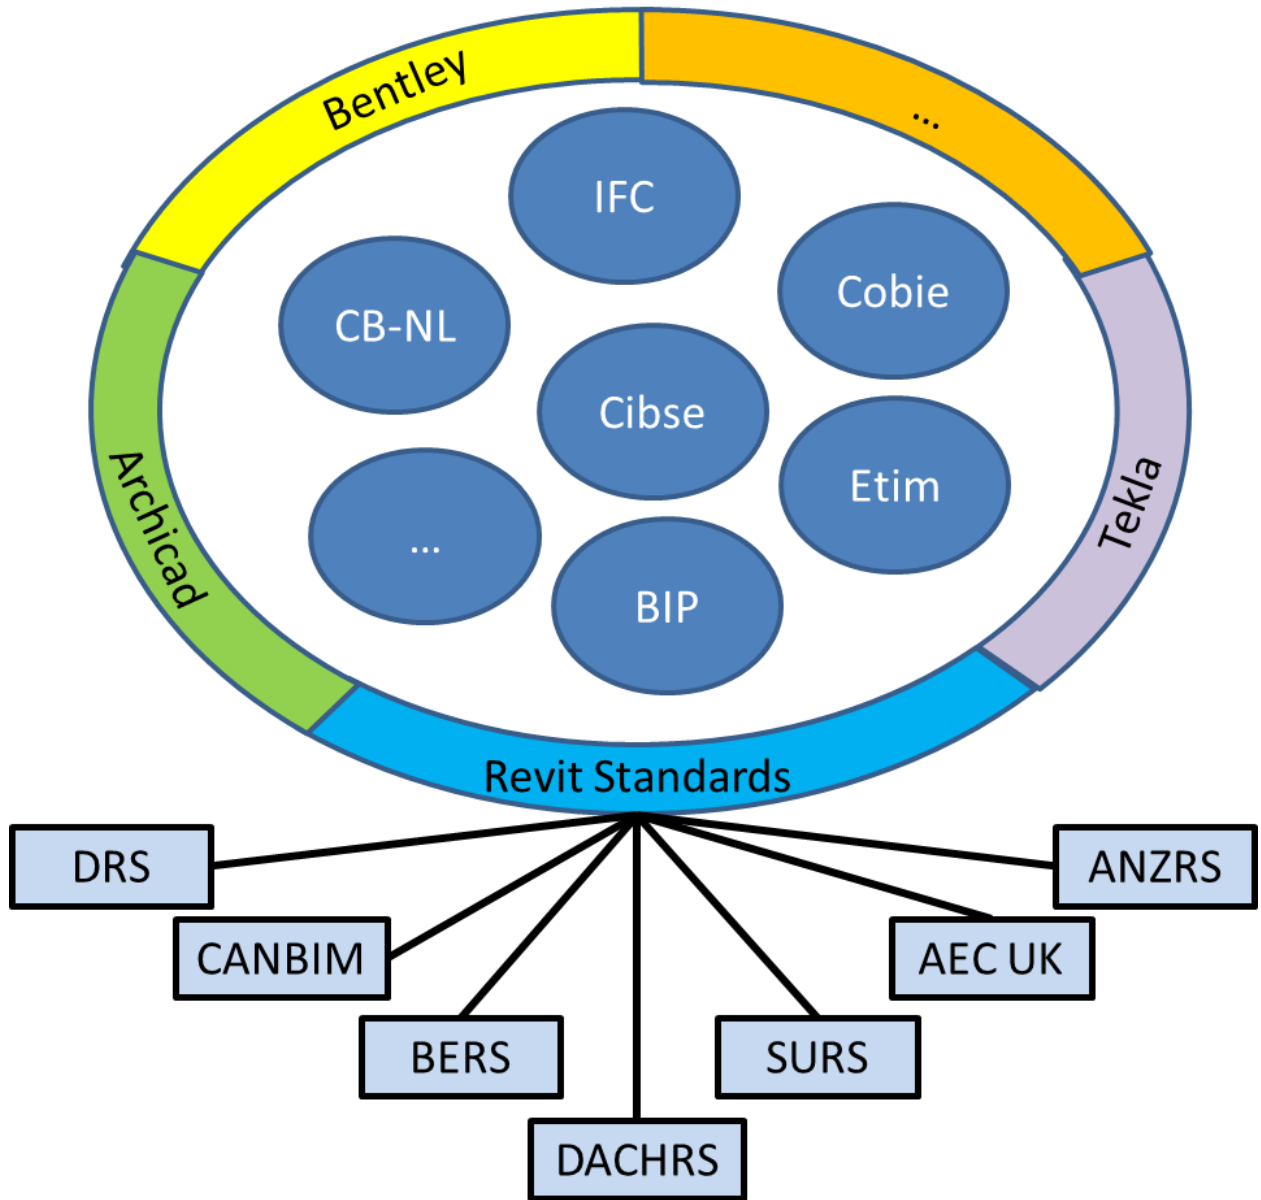 Bentley
...
IFC
Cobie
CB-NL
Cibse
Etim
Archicad
Tekla
...
BIP
Revit Standards
DRS
ANZRS
CANBIM
AEC UK
BERS
SURS
DACHRS